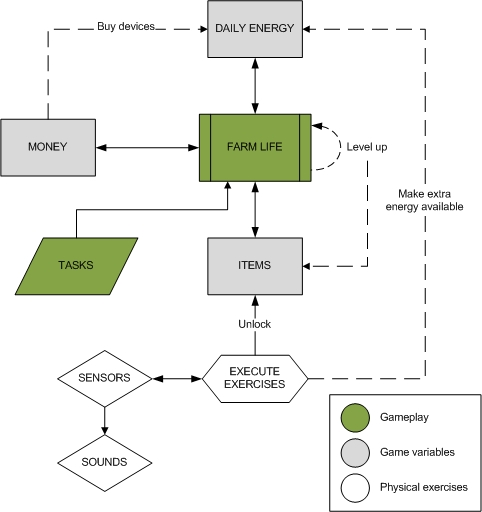 DAILY ENERGY
Buy devices
MONEY
FARM LIFE
Level up
Make extra
energy available
TASKS
ITEMS
Unlock
SENSORS
EXECUTE
EXERCISES
SOUNDS
Gameplay
Game variables
Physical exercises